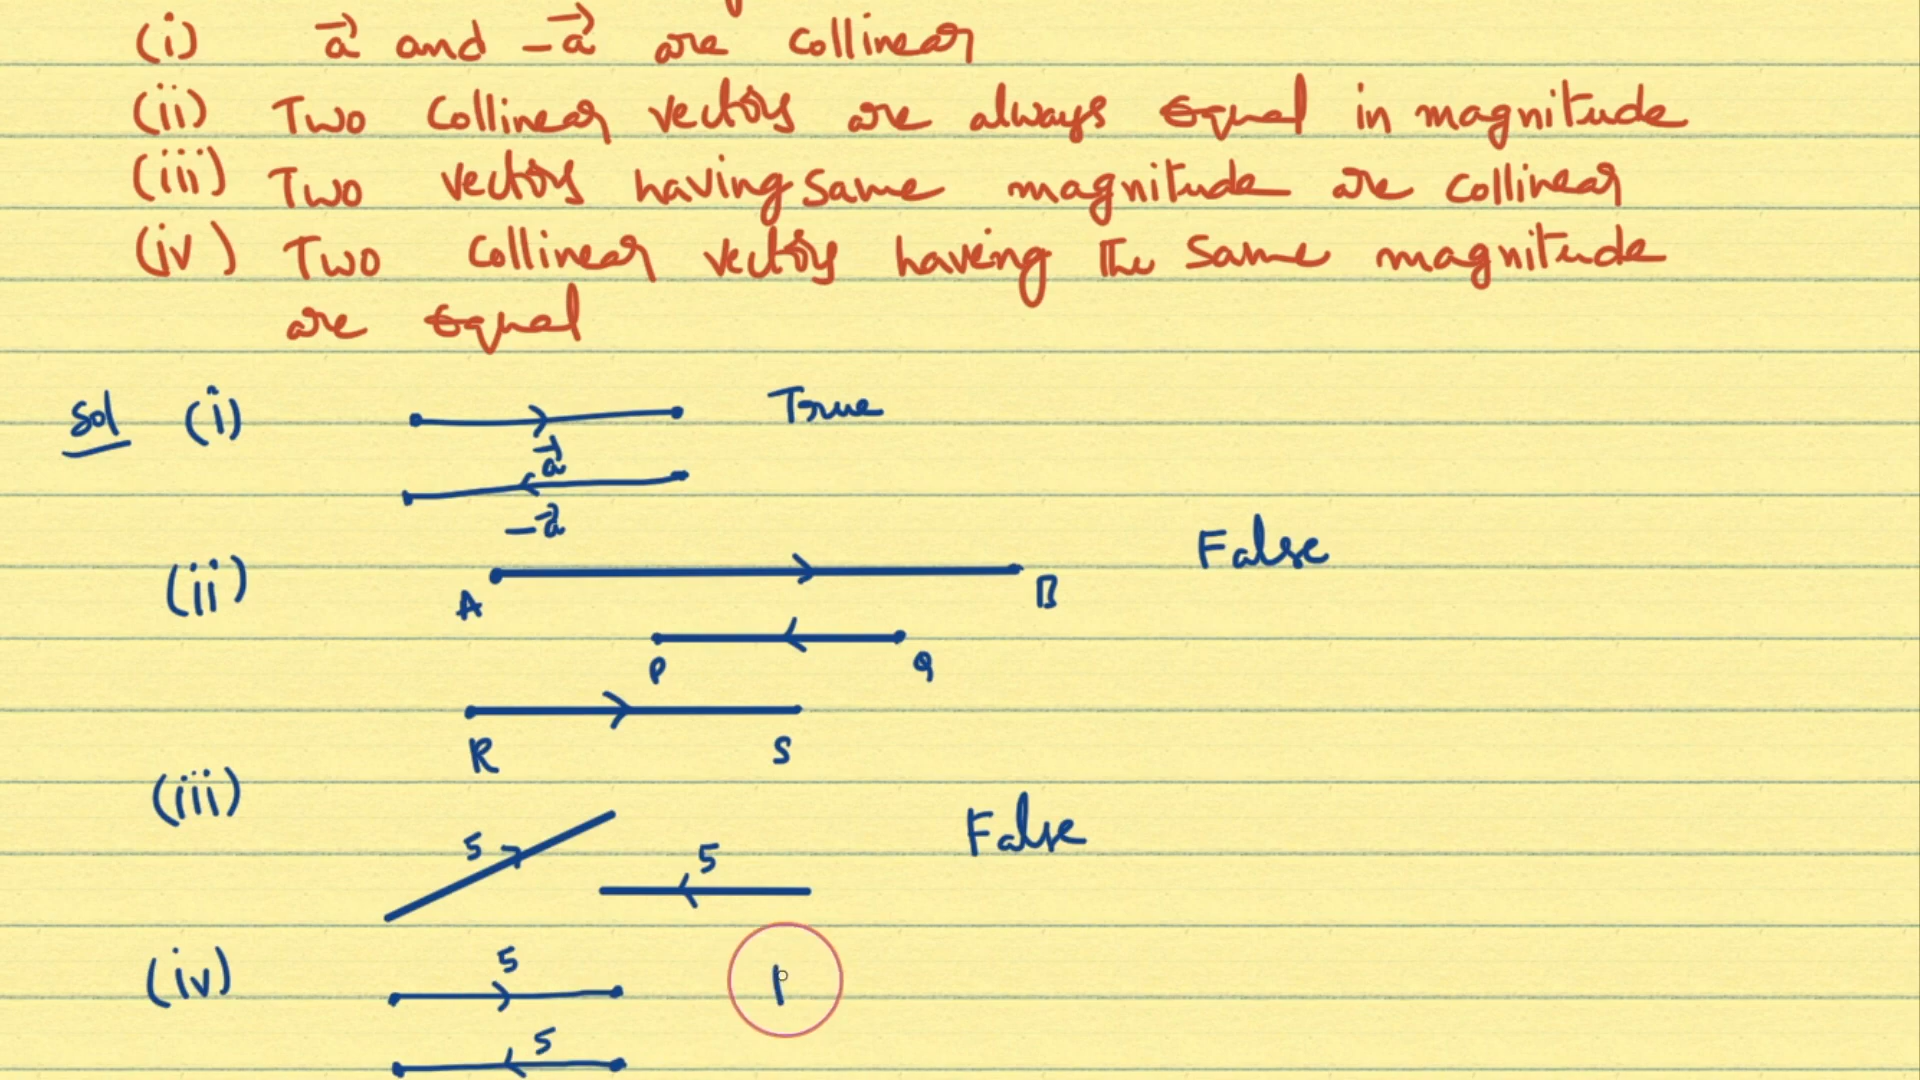 (i) a⃗ and -a⃗ are collinear
(ii) Two collinear vectors are always Equal in magnitude
(iii) Two vectors having same magnitude are collinear
(iv) Two collinear vectors having the same magnitude
are Equal
Sol (i) True
a⃗
-a⃗
(ii) False
A B
P Q
R S
(iii)
5 5 False
(iv) 5
5